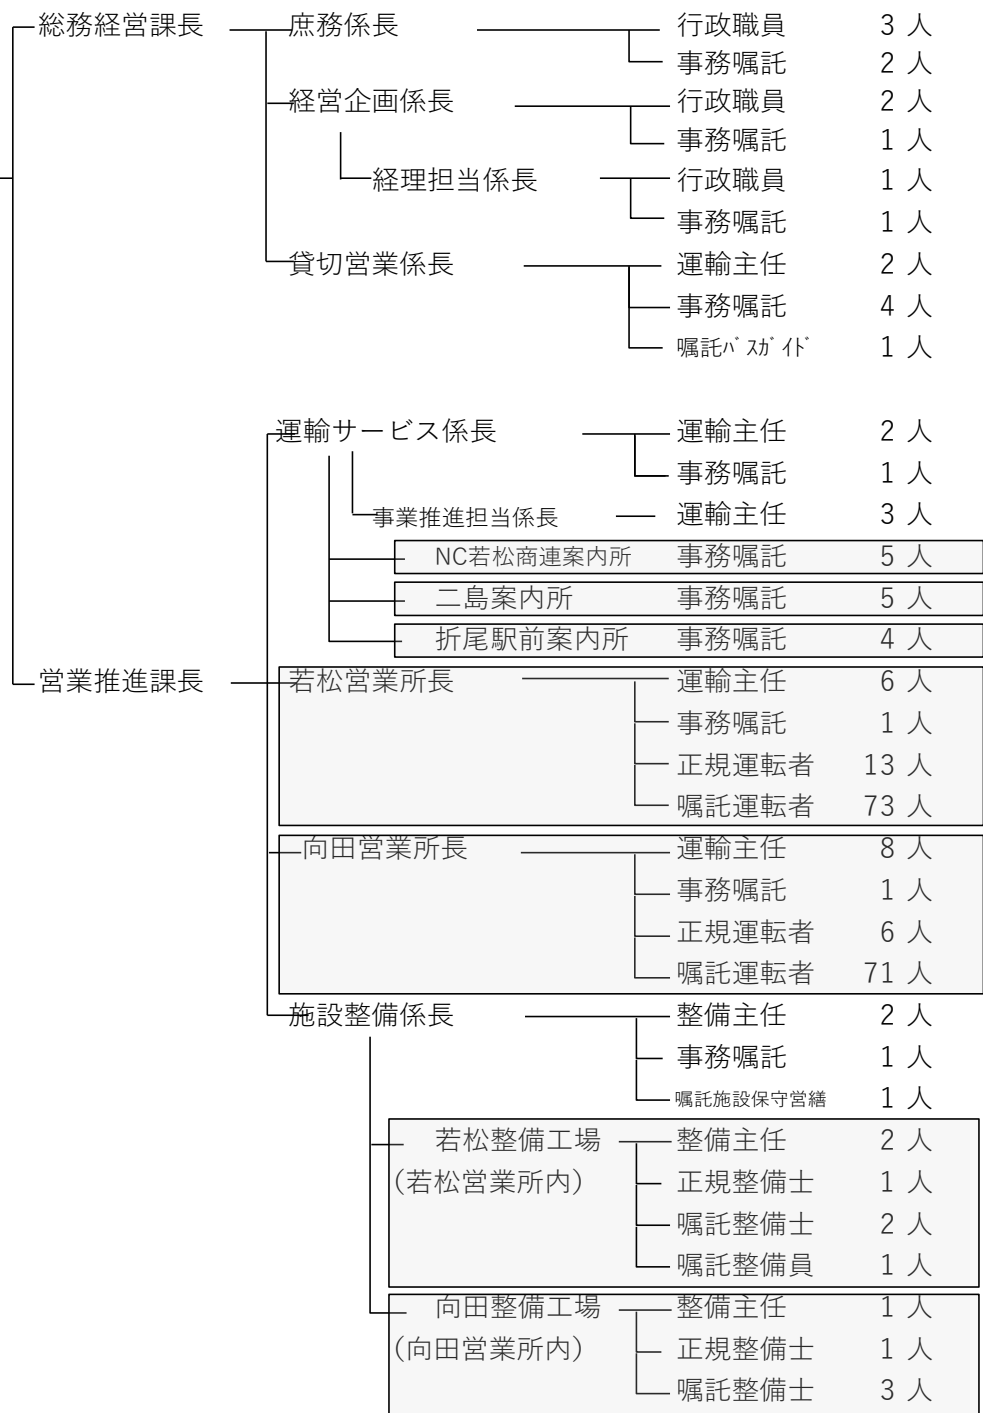 総務経営課長 庶務係長 行政職員 3 人
事務嘱託 2 人
経営企画係長 行政職員 2 人
事務嘱託 1 人
経理担当係長 行政職員 1 人
事務嘱託 1 人
貸切営業係長 運輸主任 2 人
事務嘱託 4 人
嘱託ﾊﾞｽｶﾞｲﾄﾞ 1 人
運輸サービス係長 運輸主任 2 人
事務嘱託 1 人
事業推進担当係長 運輸主任 3 人
NC若松商連案内所 事務嘱託 5 人
二島案内所 事務嘱託 5 人
折尾駅前案内所 事務嘱託 4 人
営業推進課長 若松営業所長 運輸主任 6 人
事務嘱託 1 人
正規運転者 13 人
嘱託運転者 73 人
向田営業所長 運輸主任 8 人
事務嘱託 1 人
正規運転者 6 人
嘱託運転者 71 人
施設整備係長 整備主任 2 人
事務嘱託 1 人
嘱託施設保守営繕 1 人
若松整備工場 整備主任 2 人
(若松営業所内) 正規整備士 1 人
嘱託整備士 2 人
嘱託整備員 1 人
向田整備工場 整備主任 1 人
(向田営業所内) 正規整備士 1 人
嘱託整備士 3 人